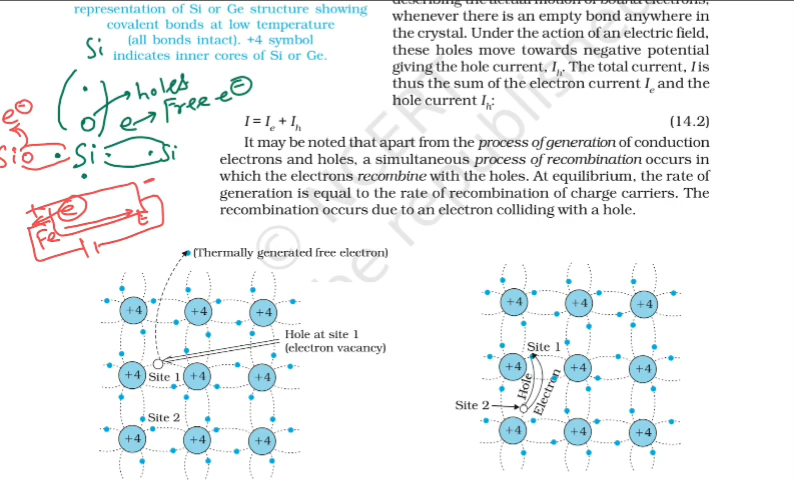 representation of Si or Ge structure showing
covalent bonds at low temperature
(all bonds intact). +4 symbol
indicates inner cores of Si or Ge.
Si
holes
e→ Free e⊖
e⊖
Si
Si
Si
+
e
-
Fe
E
whenever there is an empty bond anywhere in
the crystal. Under the action of an electric field,
these holes move towards negative potential
giving the hole current, Iₕ. The total current, I is
thus the sum of the electron current Iₑ and the
hole current Iₕ:
I = Iₑ + Iₕ (14.2)
It may be noted that apart from the process of generation of conduction
electrons and holes, a simultaneous process of recombination occurs in
which the electrons recombine with the holes. At equilibrium, the rate of
generation is equal to the rate of recombination of charge carriers. The
recombination occurs due to an electron colliding with a hole.
© NCERT
be republished
(Thermally generated free electron)
+4 +4 +4
Hole at site 1
(electron vacancy)
+4 Site 1 +4 +4
Site 2
+4 +4 +4
+4 +4 +4
Site 1
+4 +4 +4
Hole
Electron
Site 2
+4 +4 +4